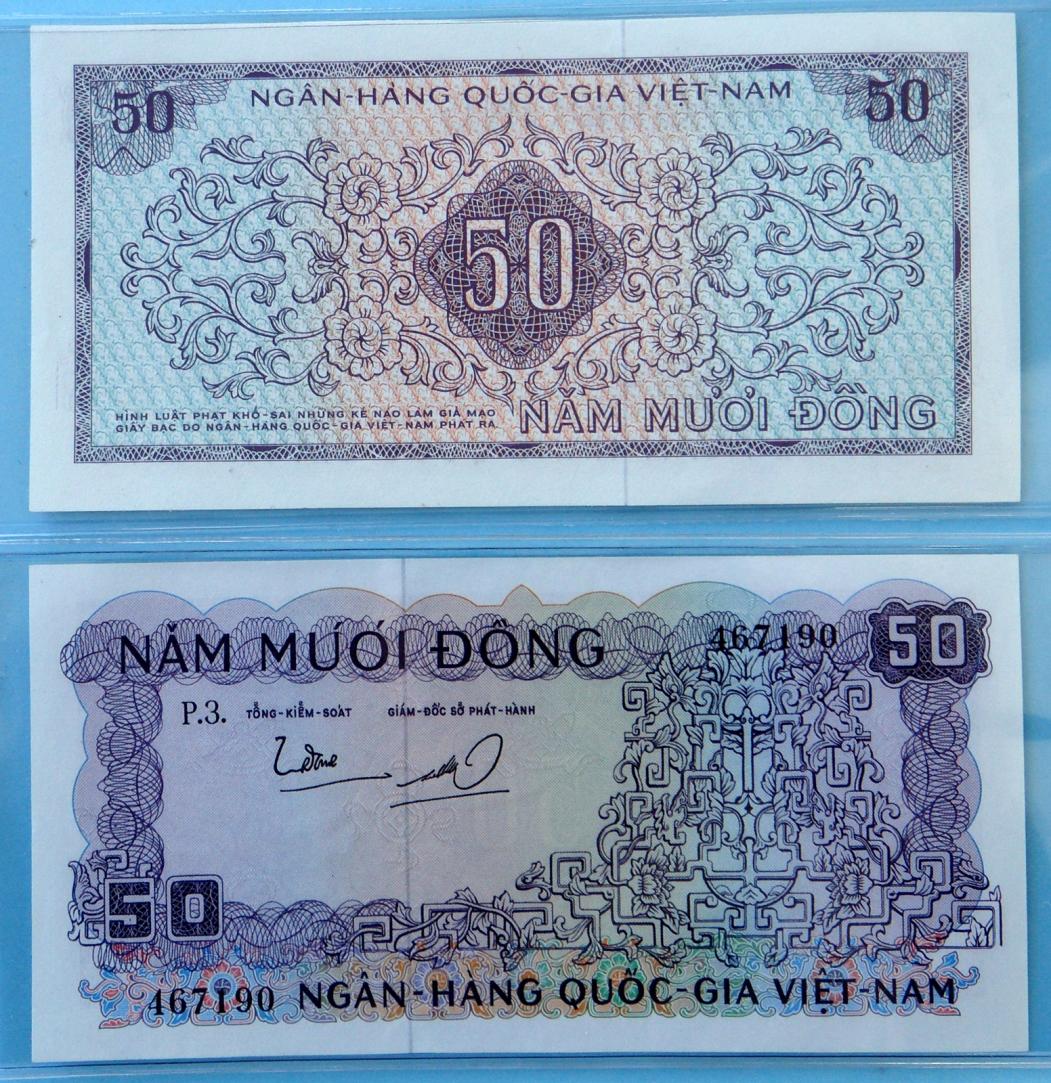 50 NGÂN-HÀNG QUỐC-GIA VIỆT-NAM 50
50
HÌNH LUẬT PHẠT KHỔ-SAI NHỮNG KẺ NÀO LÀM GIẢ MẠO
GIẤY BẠC DO NGÂN-HÀNG QUỐC-GIA VIỆT-NAM PHÁT RA
NĂM MƯƠI ĐỒNG
NĂM MƯƠI ĐỒNG 467190 50
P.3. TỔNG-KIỂM-SOÁT GIÁM-ĐỐC SỞ PHÁT-HÀNH
50
467190 NGÂN-HÀNG QUỐC-GIA VIỆT-NAM